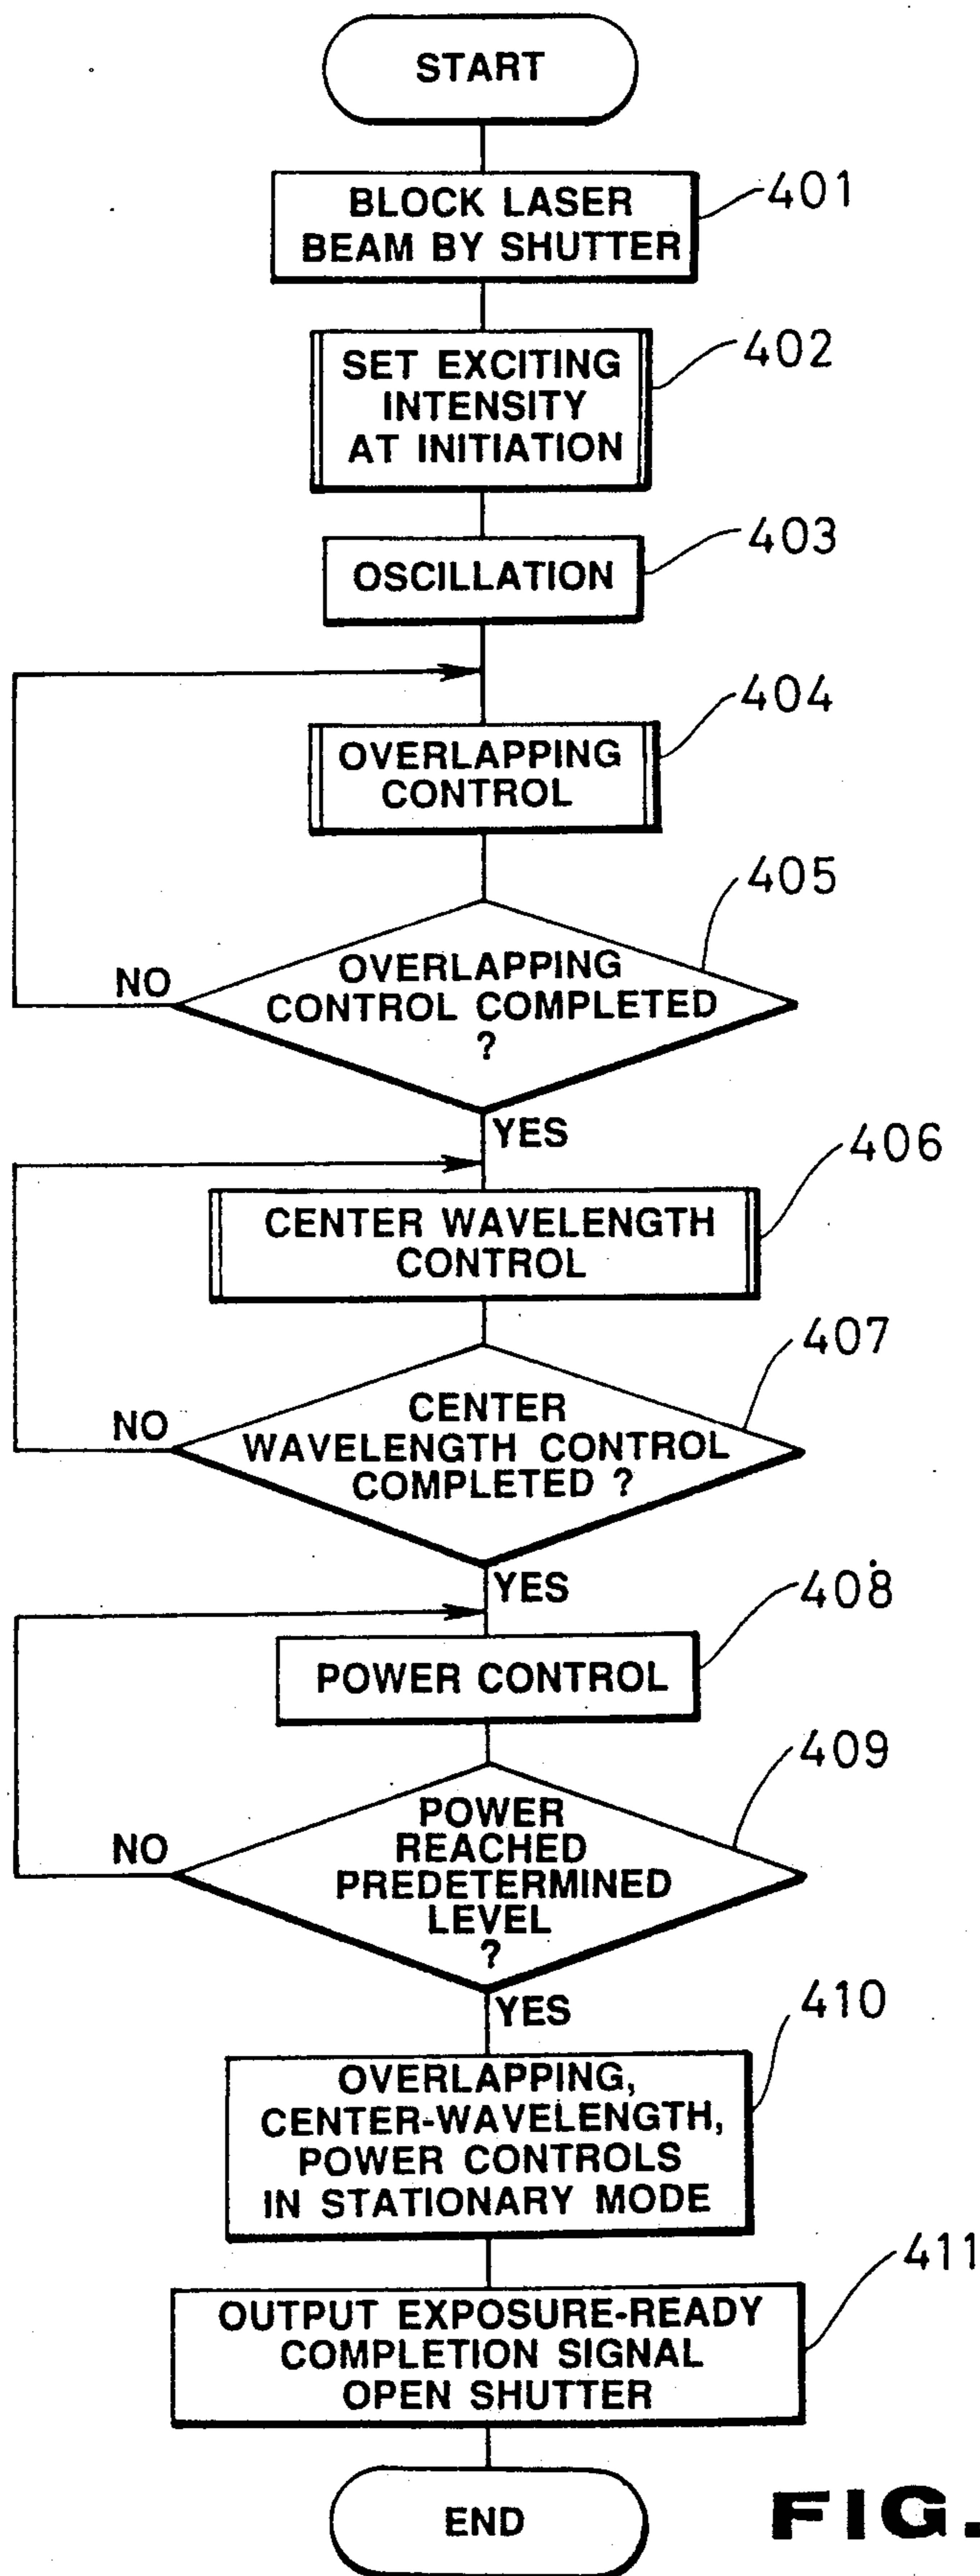 START
BLOCK LASER
BEAM BY SHUTTER
401
SET EXCITING
INTENSITY
AT INITIATION
402
OSCILLATION
403
OVERLAPPING
CONTROL
404
OVERLAPPING
CONTROL COMPLETED
?
405
NO
YES
CENTER WAVELENGTH
CONTROL
406
CENTER
WAVELENGTH CONTROL
COMPLETED ?
407
NO
YES
POWER CONTROL
408
POWER
REACHED
PREDETERMINED
LEVEL
?
409
NO
YES
OVERLAPPING,
CENTER-WAVELENGTH,
POWER CONTROLS
IN STATIONARY MODE
410
OUTPUT EXPOSURE-READY
COMPLETION SIGNAL
OPEN SHUTTER
411
END
FIG.